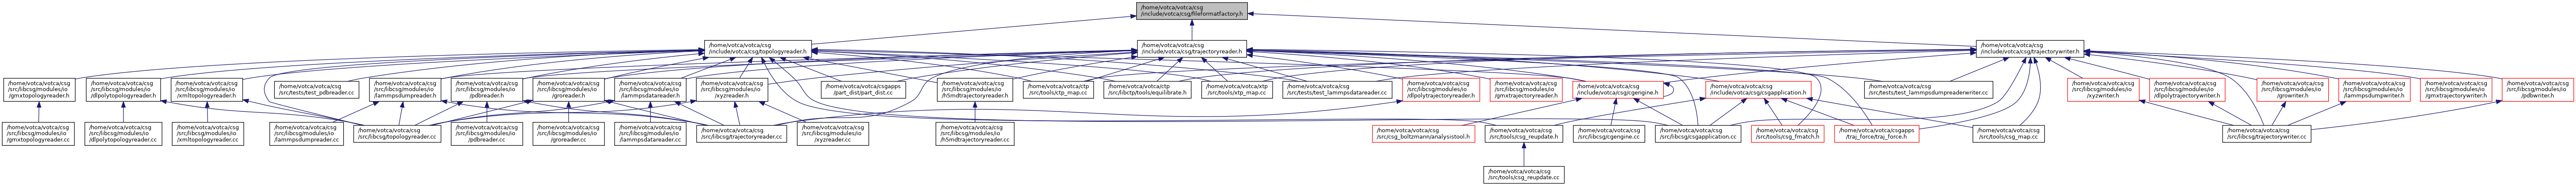 /home/votca/votca/csg
/include/votca/csg/fileformatfactory.h
/home/votca/votca/csg
/include/votca/csg/topologyreader.h
/home/votca/votca/csg
/include/votca/csg/trajectoryreader.h
/home/votca/votca/csg
/include/votca/csg/trajectorywriter.h
/home/votca/votca/csg
/src/libcsg/modules/io
/gmxtopologyreader.h
/home/votca/votca/csg
/src/libcsg/modules/io
/dlpolytopologyreader.h
/home/votca/votca/csg
/src/libcsg/modules/io
/xmltopologyreader.h
/home/votca/votca/csg
/src/tests/test_pdbreader.cc
/home/votca/votca/csg
/src/libcsg/modules/io
/lammpsdumpreader.h
/home/votca/votca/csg
/src/libcsg/modules/io
/pdbreader.h
/home/votca/votca/csg
/src/libcsg/modules/io
/groreader.h
/home/votca/votca/csg
/src/libcsg/modules/io
/lammpsdatareader.h
/home/votca/votca/csg
/src/libcsg/modules/io
/xyzreader.h
/home/votca/votca/csgapps
/part_dist/part_dist.cc
/home/votca/votca/csg
/src/libcsg/modules/io
/h5mdtrajectoryreader.h
/home/votca/votca/ctp
/src/tools/ctp_map.cc
/home/votca/votca/ctp
/src/libctp/tools/equilibrate.h
/home/votca/votca/xtp
/src/tools/xtp_map.cc
/home/votca/votca/csg
/src/tests/test_lammpsdatareader.cc
/home/votca/votca/csg
/src/libcsg/modules/io
/dlpolytrajectoryreader.h
/home/votca/votca/csg
/src/libcsg/modules/io
/gmxtrajectoryreader.h
/home/votca/votca/csg
/include/votca/csg/cgengine.h
/home/votca/votca/csg
/include/votca/csg/csgapplication.h
/home/votca/votca/csg
/src/tests/test_lammpsdumpreaderwriter.cc
/home/votca/votca/csg
/src/libcsg/modules/io
/xyzwriter.h
/home/votca/votca/csg
/src/libcsg/modules/io
/dlpolytrajectorywriter.h
/home/votca/votca/csg
/src/libcsg/modules/io
/growriter.h
/home/votca/votca/csg
/src/libcsg/modules/io
/lammpsdumpwriter.h
/home/votca/votca/csg
/src/libcsg/modules/io
/gmxtrajectorywriter.h
/home/votca/votca/csg
/src/libcsg/modules/io
/pdbwriter.h
/home/votca/votca/csg
/src/libcsg/modules/io
/gmxtopologyreader.cc
/home/votca/votca/csg
/src/libcsg/modules/io
/dlpolytopologyreader.cc
/home/votca/votca/csg
/src/libcsg/modules/io
/xmltopologyreader.cc
/home/votca/votca/csg
/src/libcsg/modules/io
/lammpsdumpreader.cc
/home/votca/votca/csg
/src/libcsg/topologyreader.cc
/home/votca/votca/csg
/src/libcsg/modules/io
/pdbreader.cc
/home/votca/votca/csg
/src/libcsg/modules/io
/groreader.cc
/home/votca/votca/csg
/src/libcsg/modules/io
/lammpsdatareader.cc
/home/votca/votca/csg
/src/libcsg/trajectoryreader.cc
/home/votca/votca/csg
/src/libcsg/modules/io
/xyzreader.cc
/home/votca/votca/csg
/src/libcsg/modules/io
/h5mdtrajectoryreader.cc
/home/votca/votca/csg
/src/csg_boltzmann/analysistool.h
/home/votca/votca/csg
/src/tools/csg_reupdate.h
/home/votca/votca/csg
/src/libcsg/cgengine.cc
/home/votca/votca/csg
/src/libcsg/csgapplication.cc
/home/votca/votca/csg
/src/tools/csg_fmatch.h
/home/votca/votca/csgapps
/traj_force/traj_force.h
/home/votca/votca/csg
/src/tools/csg_map.cc
/home/votca/votca/csg
/src/libcsg/trajectorywriter.cc
/home/votca/votca/csg
/src/tools/csg_reupdate.cc